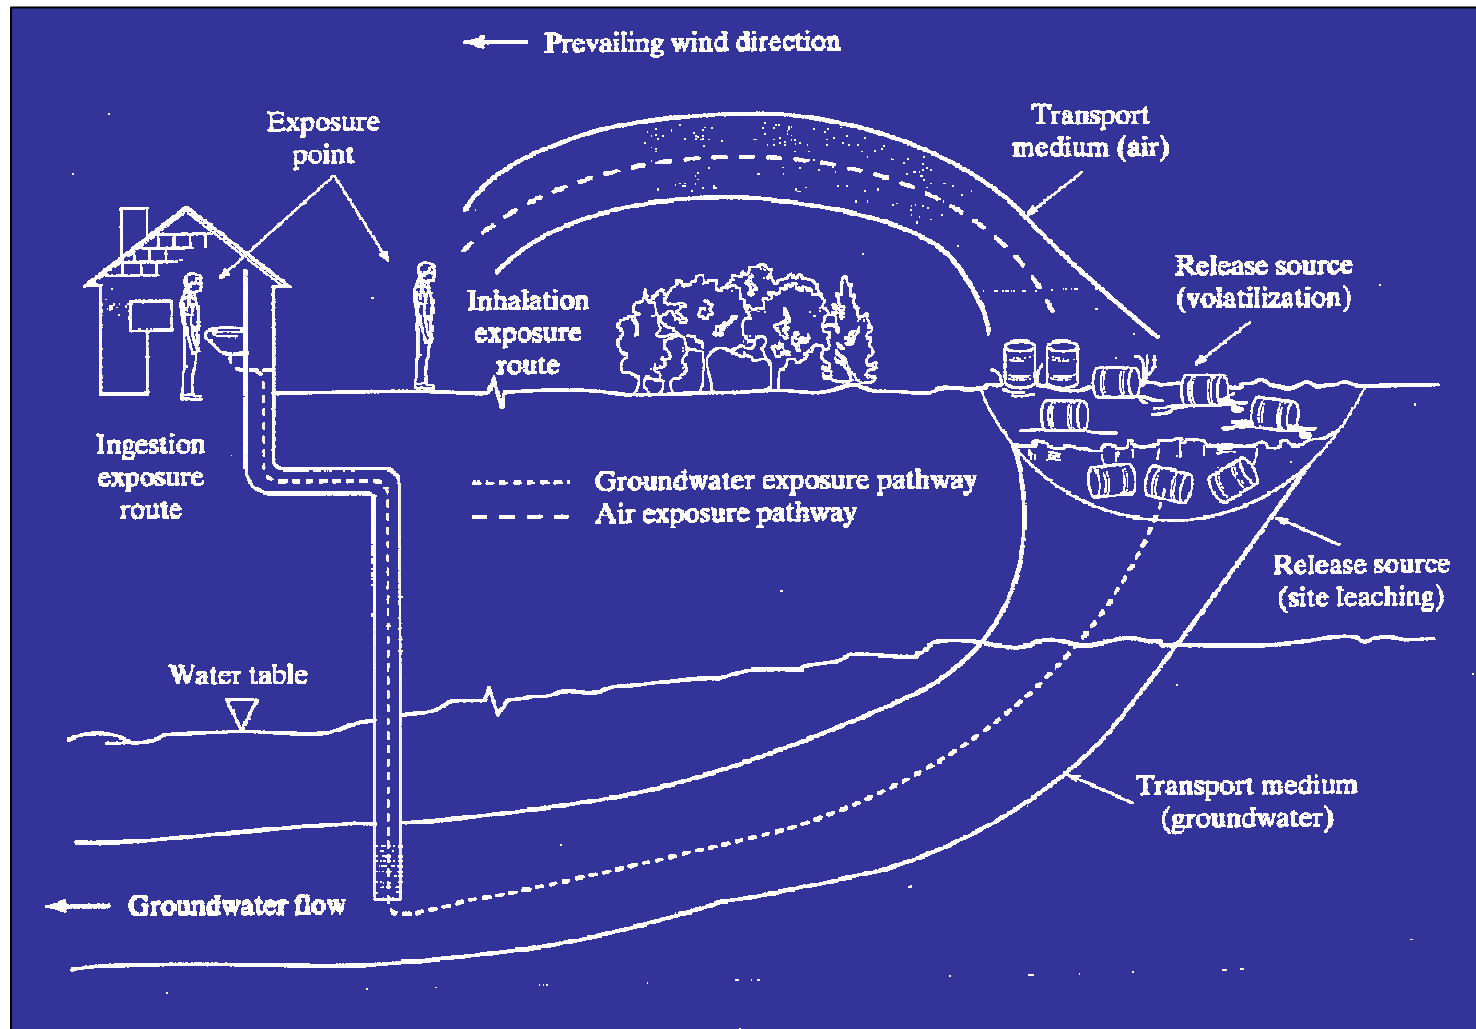 Prevailing wind direction
Exposure
point
Transport
medium (air)
Release source
(volatilization)
Inhalation
exposure
route
Ingestion
exposure
route
Groundwater exposure pathway
Air exposure pathway
Release source
(site leaching)
Water table
Transport medium
(groundwater)
Groundwater flow